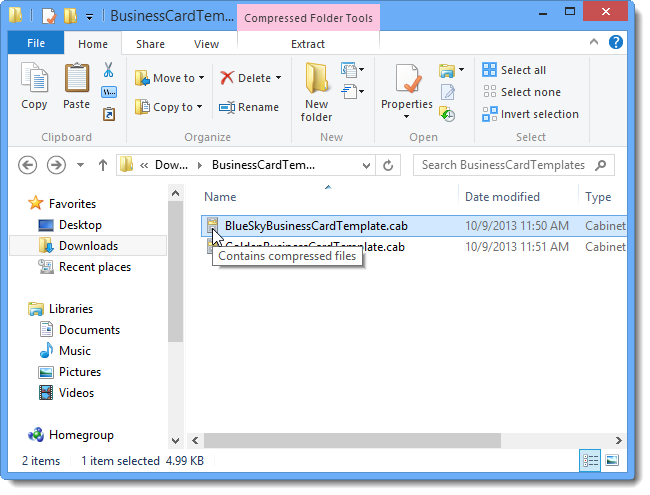 BusinessCardTem...
Compressed Folder Tools
File
Home
Share
View
Extract
Copy
Paste
Move to
Copy to
Delete
Rename
New
folder
Properties
Select all
Select none
Invert selection
Clipboard
Organize
New
Open
Select
Dow...
BusinessCardTem...
Search BusinessCardTemplates
Name
Date modified
Type
Favorites
Desktop
Downloads
Recent places
Libraries
Documents
Music
Pictures
Videos
Homegroup
BlueSkyBusinessCardTemplate.cab
10/9/2013 11:50 AM
Cabinet
GoldenBusinessCardTemplate.cab
10/9/2013 11:51 AM
Cabinet
Contains compressed files
2 items
1 item selected 4.99 KB